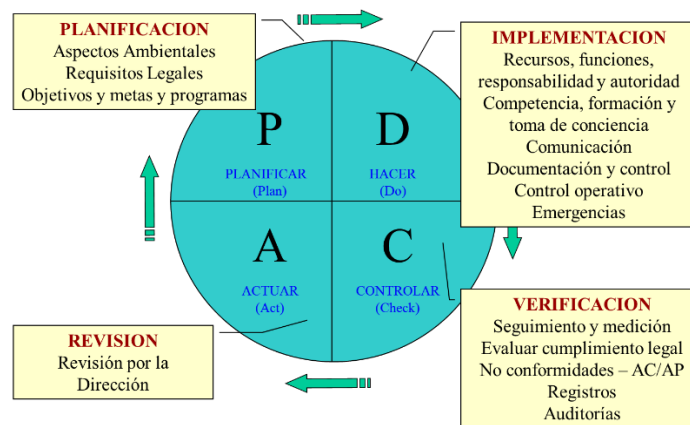 PLANIFICACION
Aspectos Ambientales
Requisitos Legales
Objetivos y metas y programas
IMPLEMENTACION
Recursos, funciones,
responsabilidad y autoridad
Competencia, formación y
toma de conciencia
Comunicación
Documentación y control
Control operativo
Emergencias
P
PLANIFICAR
(Plan)
D
HACER
(Do)
A
ACTUAR
(Act)
C
CONTROLAR
(Check)
REVISION
Revisión por la
Dirección
VERIFICACION
Seguimiento y medición
Evaluar cumplimiento legal
No conformidades – AC/AP
Registros
Auditorías